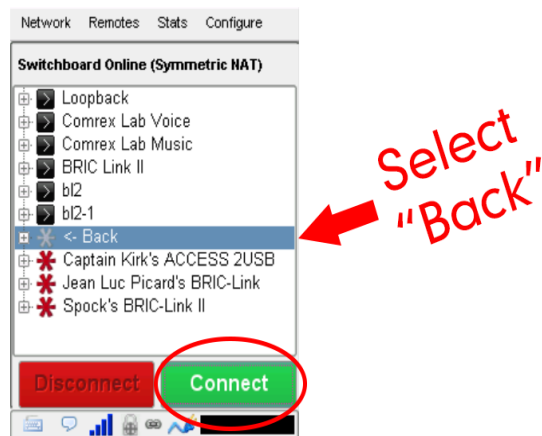 Network Remotes Stats Configure
Switchboard Online (Symmetric NAT)
Loopback
Comrex Lab Voice
Comrex Lab Music
BRIC Link II
bl2
bl2-1
<- Back
Captain Kirk's ACCESS 2USB
Jean Luc Picard's BRIC-Link
Spock's BRIC-Link II
Select
"Back"
Disconnect Connect